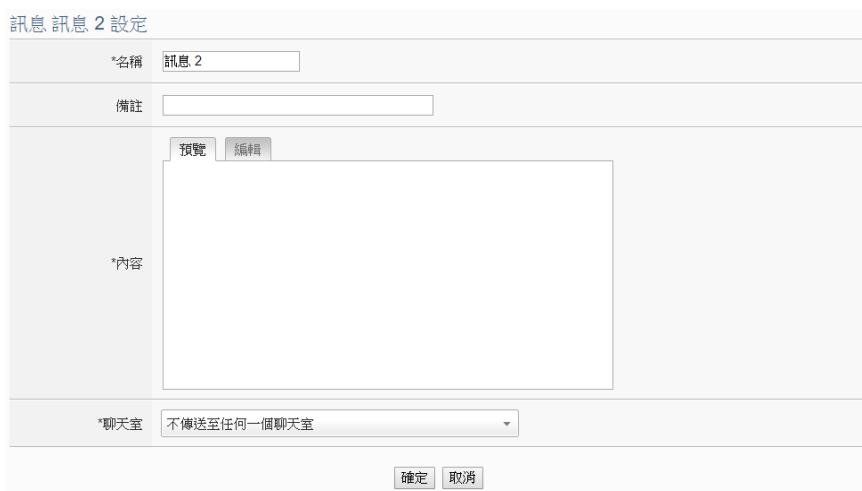 訊息 訊息 2 設定
*名稱 訊息 2
備註
預覽 編輯
*內容
*聊天室 不傳送至任何一個聊天室
確定 取消